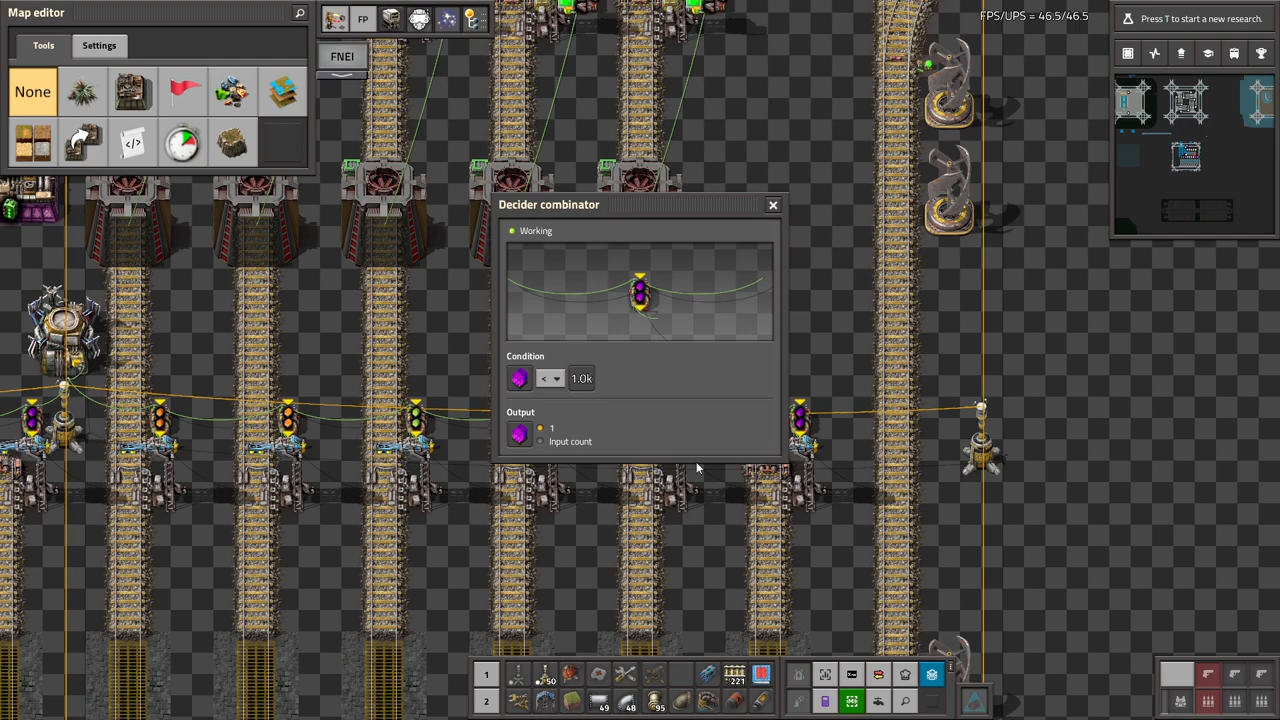 Map editor
FP
FPS/UPS = 46.5/46.5
Press T to start a new research.
Tools
Settings
FNEI
None
</>
Decider combinator
Working
Condition
<
1.0k
Output
1
Input count
1
50
221
2
49
48
95